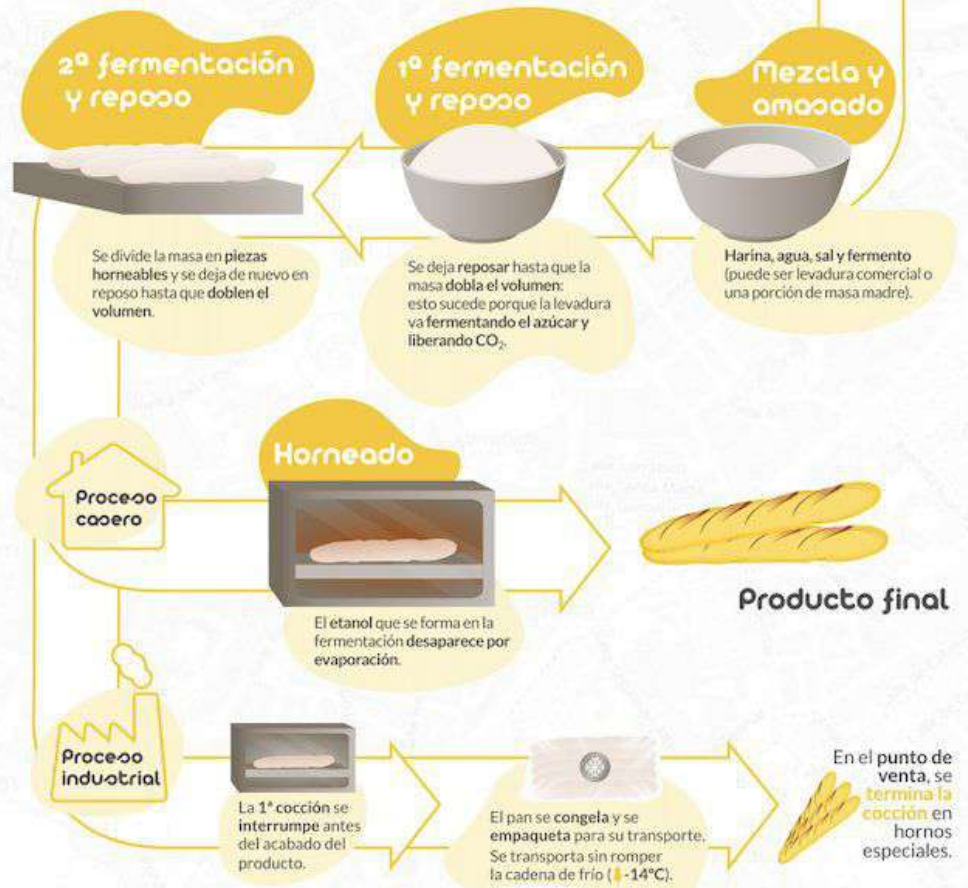 Mezcla y
amasado
Harina, agua, sal y fermento
(puede ser levadura comercial o
una porción de masa madre).
1ª fermentación
y reposo
Se deja reposar hasta que la
masa dobla el volumen:
esto sucede porque la levadura
va fermentando el azúcar y
liberando CO₂.
2ª fermentación
y reposo
Se divide la masa en piezas
horneables y se deja de nuevo en
reposo hasta que doblen el
volumen.
Proceso
casero
Horneado
El etanol que se forma en la
fermentación desaparece por
evaporación.
Producto final
Proceso
industrial
La 1ª cocción se
interrumpe antes
del acabado del
producto.
El pan se congela y se
empaqueta para su transporte.
Se transporta sin romper
la cadena de frío (-14ºC).
En el punto de
venta, se
termina la
cocción en
hornos
especiales.